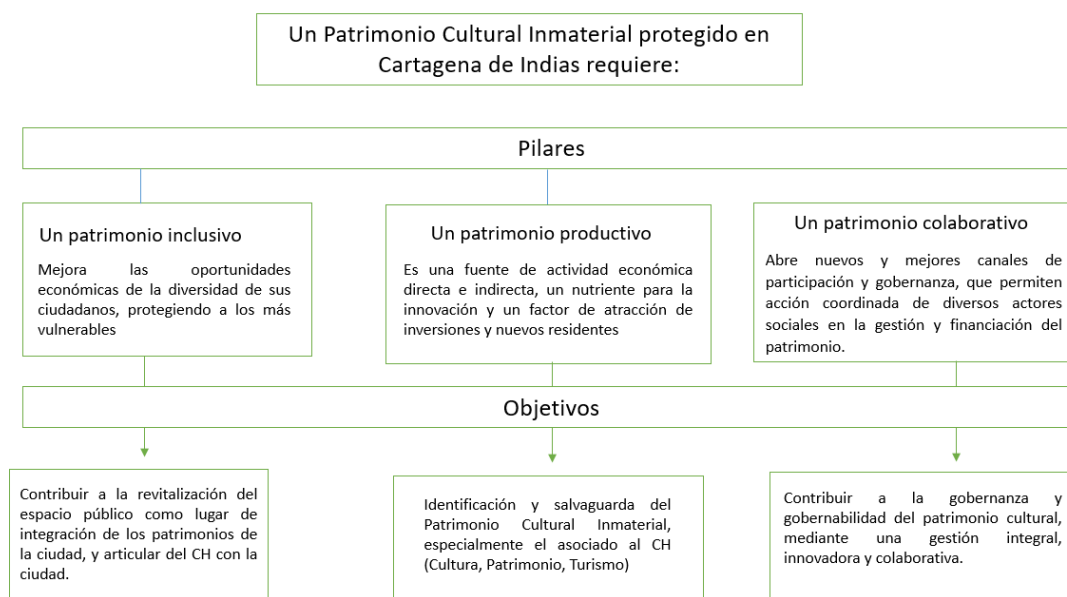 Un Patrimonio Cultural Inmaterial protegido en
Cartagena de Indias requiere:
Pilares
Un patrimonio inclusivo
Mejora las oportunidades
económicas de la diversidad de sus
ciudadanos, protegiendo a los más
vulnerables
Un patrimonio productivo
Es una fuente de actividad económica
directa e indirecta, un nutriente para la
innovación y un factor de atracción de
inversiones y nuevos residentes
Un patrimonio colaborativo
Abre nuevos y mejores canales de
participación y gobernanza, que permiten
acción coordinada de diversos actores
sociales en la gestión y financiación del
patrimonio.
Objetivos
Contribuir a la revitalización del
espacio público como lugar de
integración de los patrimonios de
la ciudad, y articular del CH con la
ciudad.
Identificación y salvaguarda del
Patrimonio Cultural Inmaterial,
especialmente el asociado al CH
(Cultura, Patrimonio, Turismo)
Contribuir a la gobernanza y
gobernabilidad del patrimonio cultural,
mediante una gestión integral,
innovadora y colaborativa.